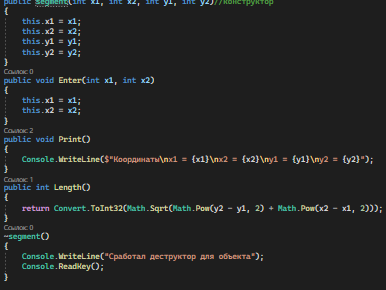 public segment(int x1, int x2, int y1, int y2)//конструктор
{
this.x1 = x1;
this.x2 = x2;
this.y1 = y1;
this.y2 = y2;
}
Ссылок: 0
public void Enter(int x1, int x2)
{
this.x1 = x1;
this.x2 = x2;
}
Ссылок: 2
public void Print()
{
Console.WriteLine($"Координаты\nx1 = {x1}\nx2 = {x2}\ny1 = {y1}\ny2 = {y2}");
}
Ссылок: 1
public int Length()
{
return Convert.ToInt32(Math.Sqrt(Math.Pow(y2 - y1, 2) + Math.Pow(x2 - x1, 2)));
}
Ссылок: 0
~segment()
{
Console.WriteLine("Сработал деструктор для объекта");
Console.ReadKey();
}